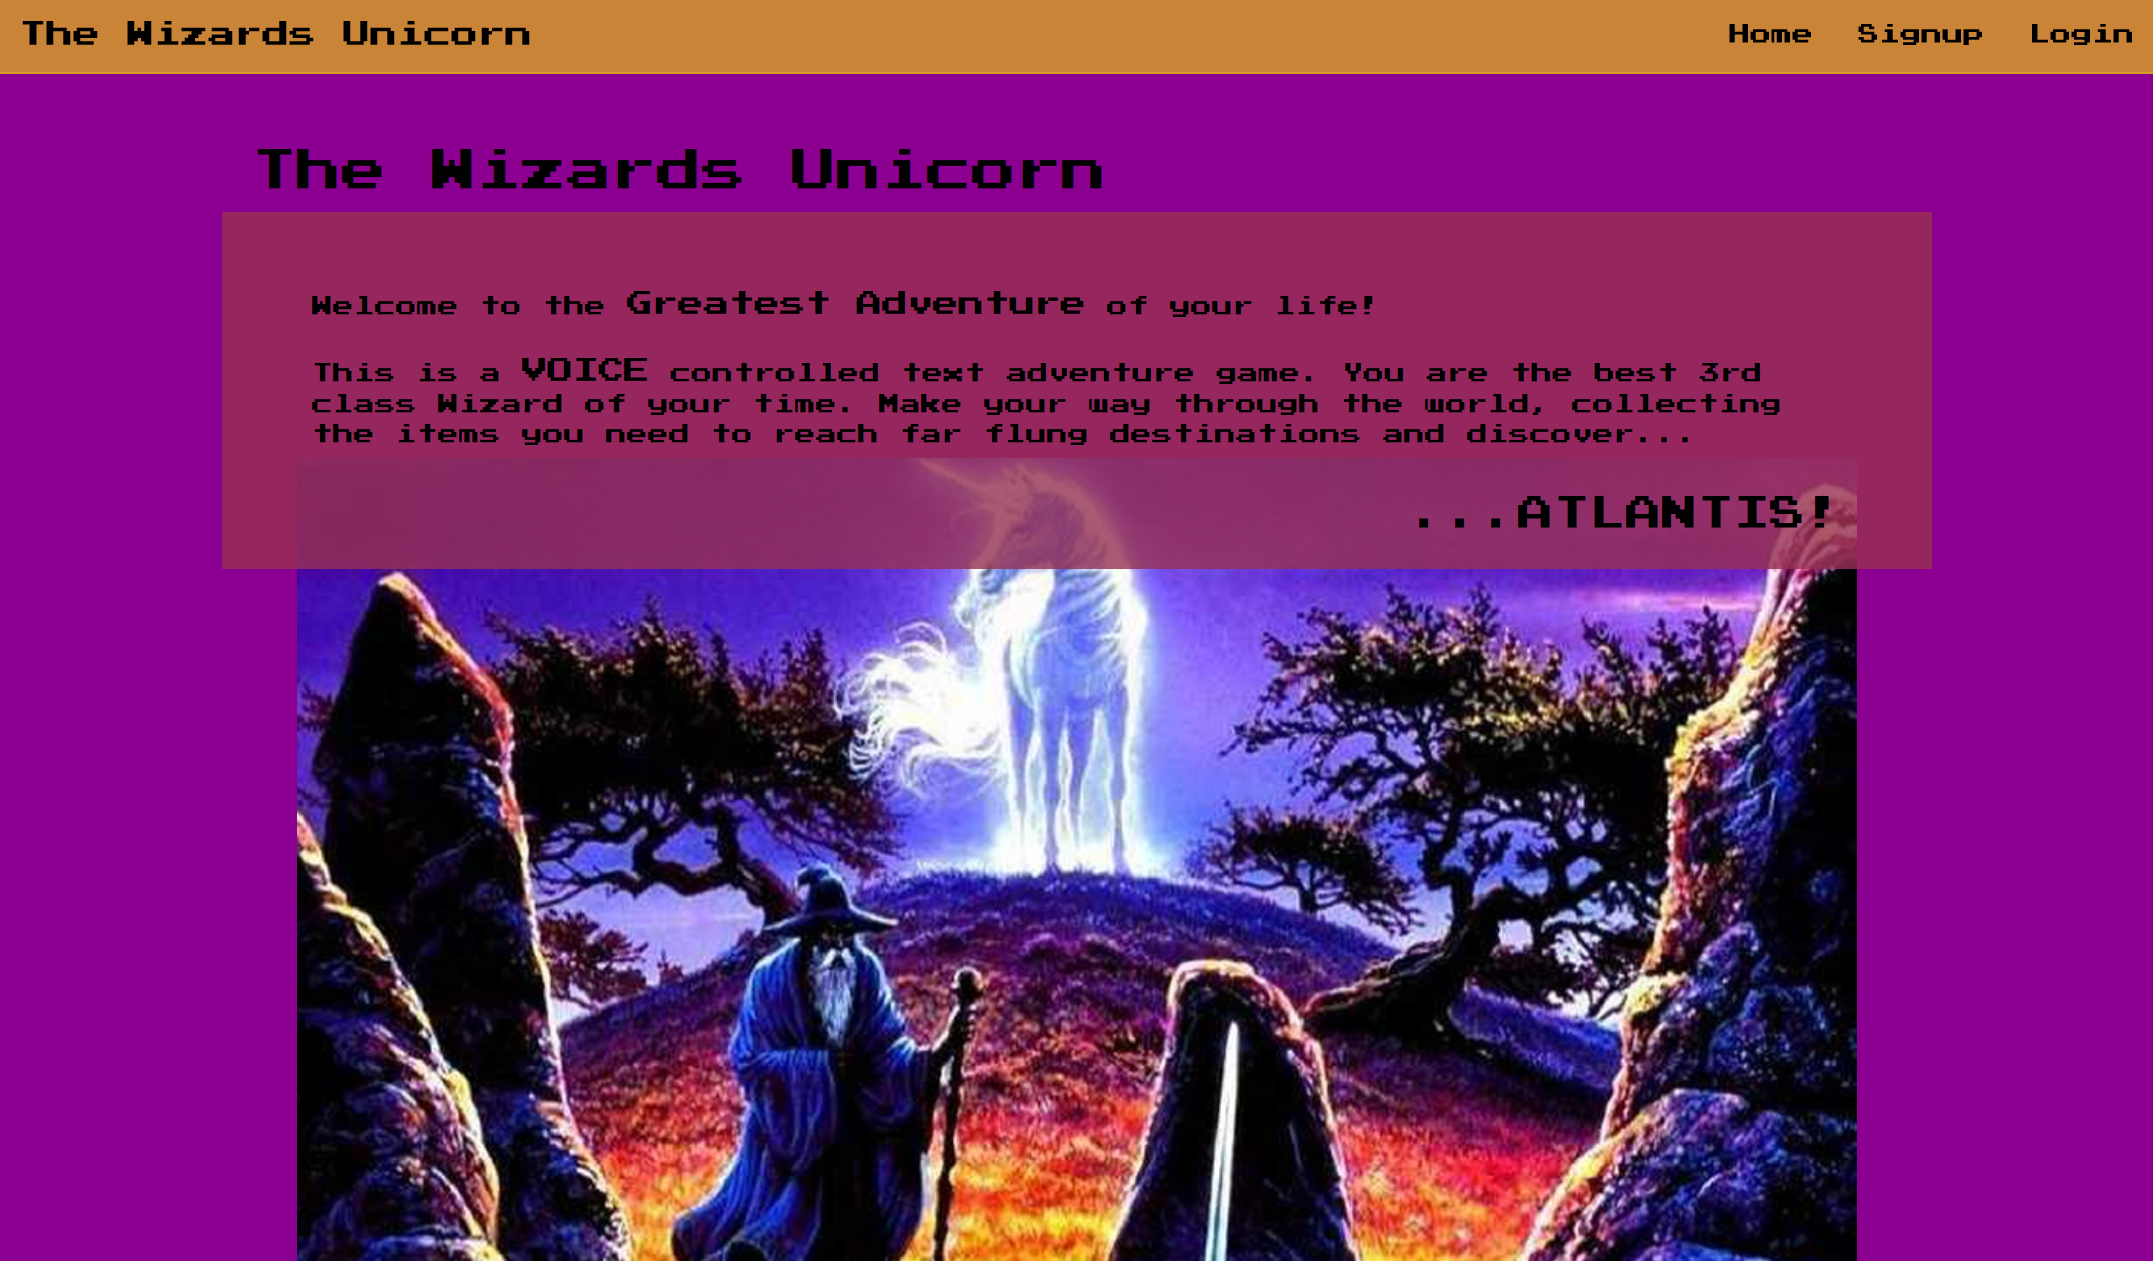 The Wizards Unicorn
Home Signup Login
The Wizards Unicorn
Welcome to the Greatest Adventure of your life!
This is a VOICE controlled text adventure game. You are the best 3rd
class Wizard of your time. Make your way through the world, collecting
the items you need to reach far flung destinations and discover...
...ATLANTIS!